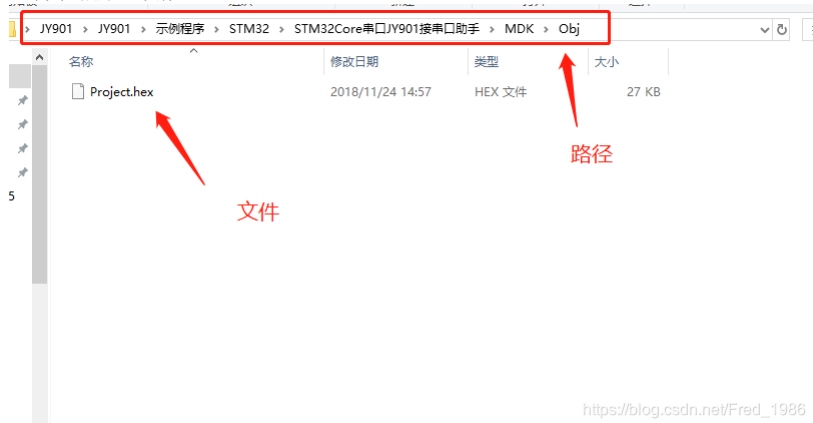 JY901 › JY901 › 示例程序 › STM32 › STM32Core串口JY901接串口助手 › MDK › Obj
名称 修改日期 类型 大小
Project.hex 2018/11/24 14:57 HEX 文件 27 KB
路径
5
文件
https://blog.csdn.net/Fred_1986